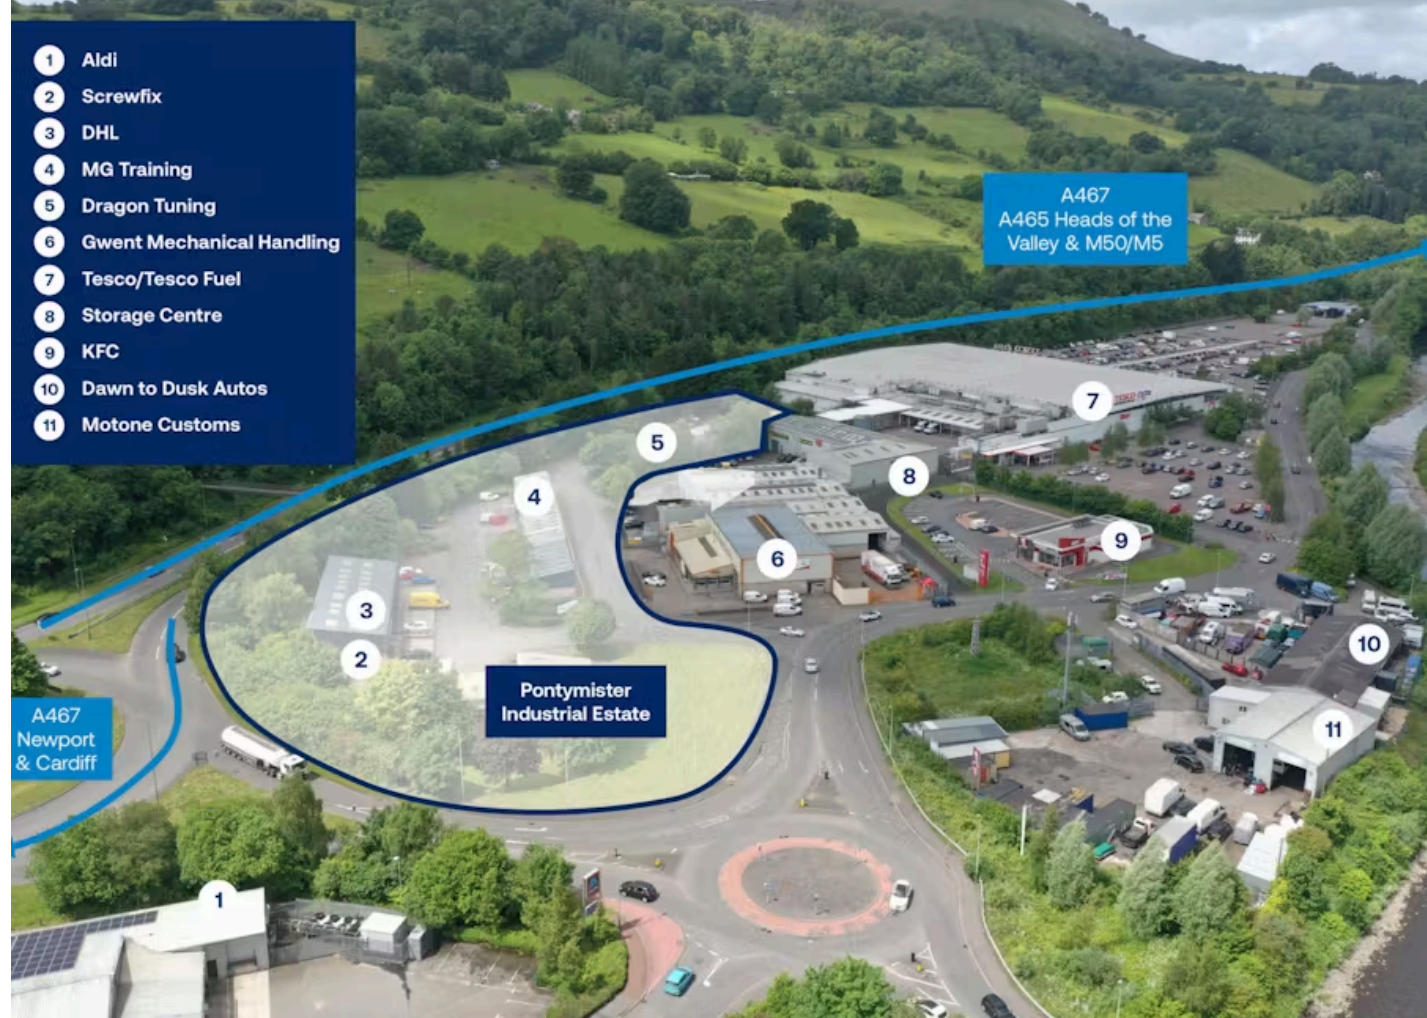 1 Aldi
2 Screwfix
3 DHL
4 MG Training
5 Dragon Tuning
6 Gwent Mechanical Handling
7 Tesco/Tesco Fuel
8 Storage Centre
9 KFC
10 Dawn to Dusk Autos
11 Motone Customs
A467
A465 Heads of the
Valley & M50/M5
7
5
8
4
9
6
3
10
2
Pontymister
Industrial Estate
A467
Newport
& Cardiff
11
1